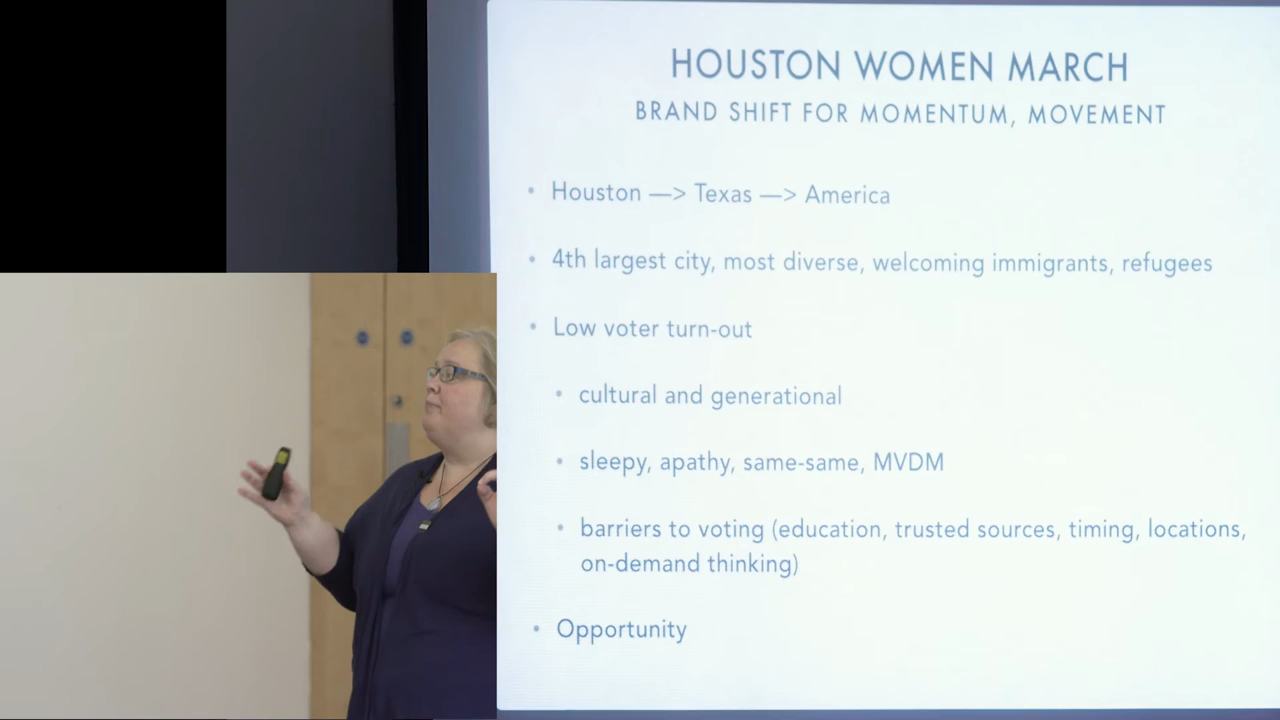 HOUSTON WOMEN MARCH
BRAND SHIFT FOR MOMENTUM, MOVEMENT
• Houston —> Texas —> America
• 4th largest city, most diverse, welcoming immigrants, refugees
• Low voter turn-out
• cultural and generational
• sleepy, apathy, same-same, MVDM
• barriers to voting (education, trusted sources, timing, locations,
on-demand thinking)
• Opportunity